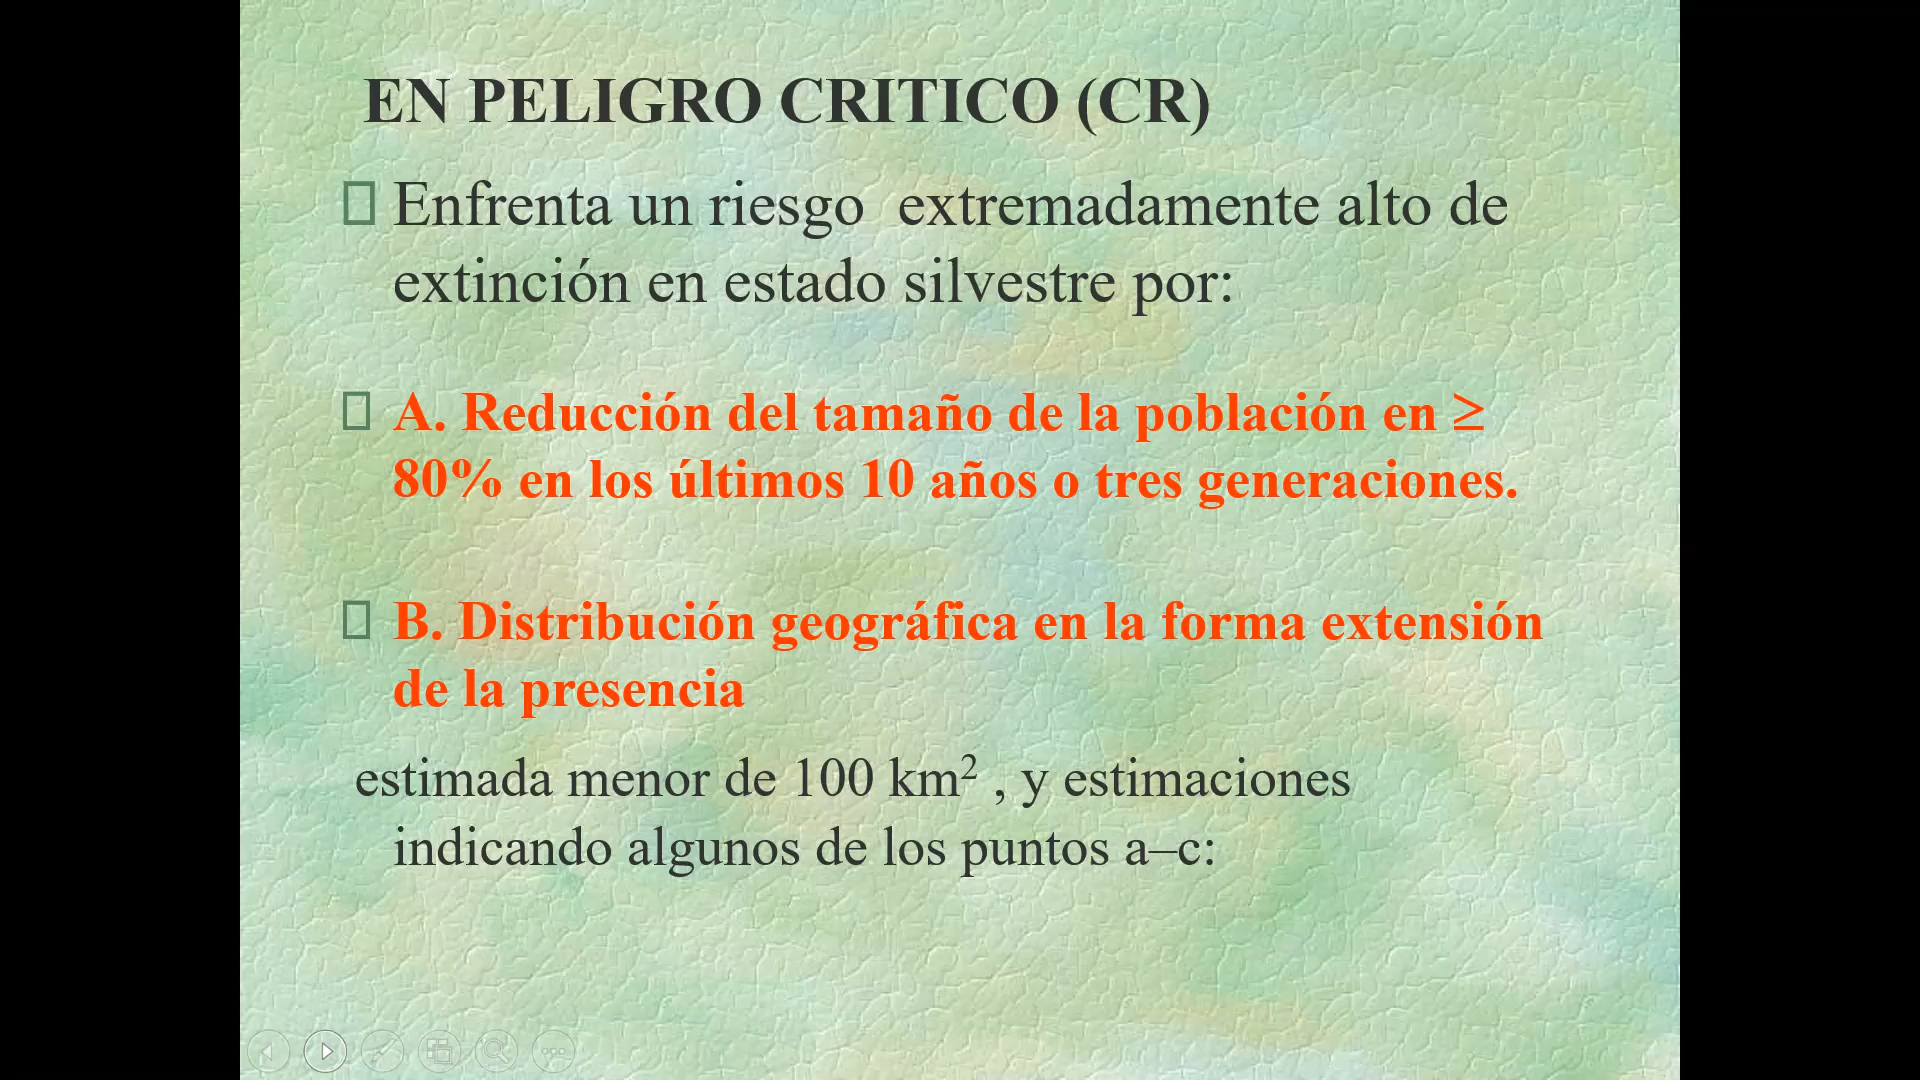 EN PELIGRO CRITICO (CR)
Enfrenta un riesgo  extremadamente alto de
extinción en estado silvestre por:
A. Reducción del tamaño de la población en ≥
80% en los últimos 10 años o tres generaciones.
B. Distribución geográfica en la forma extensión
de la presencia
estimada menor de 100 km² , y estimaciones
indicando algunos de los puntos a–c: